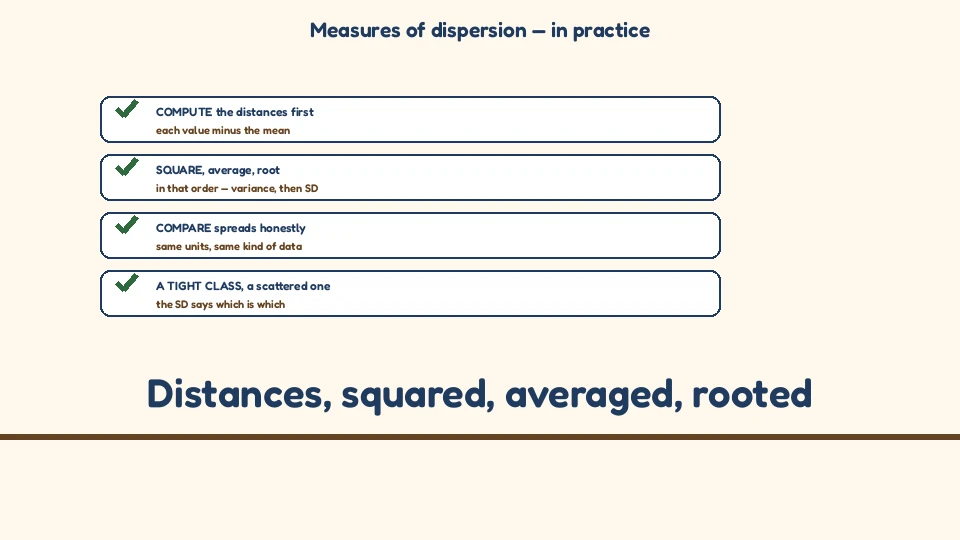 Measures of dispersion — in practice
COMPUTE the distances first
each value minus the mean
SQUARE, average, root
in that order — variance, then SD
COMPARE spreads honestly
same units, same kind of data
A TIGHT CLASS, a scattered one
the SD says which is which
Distances, squared, averaged, rooted